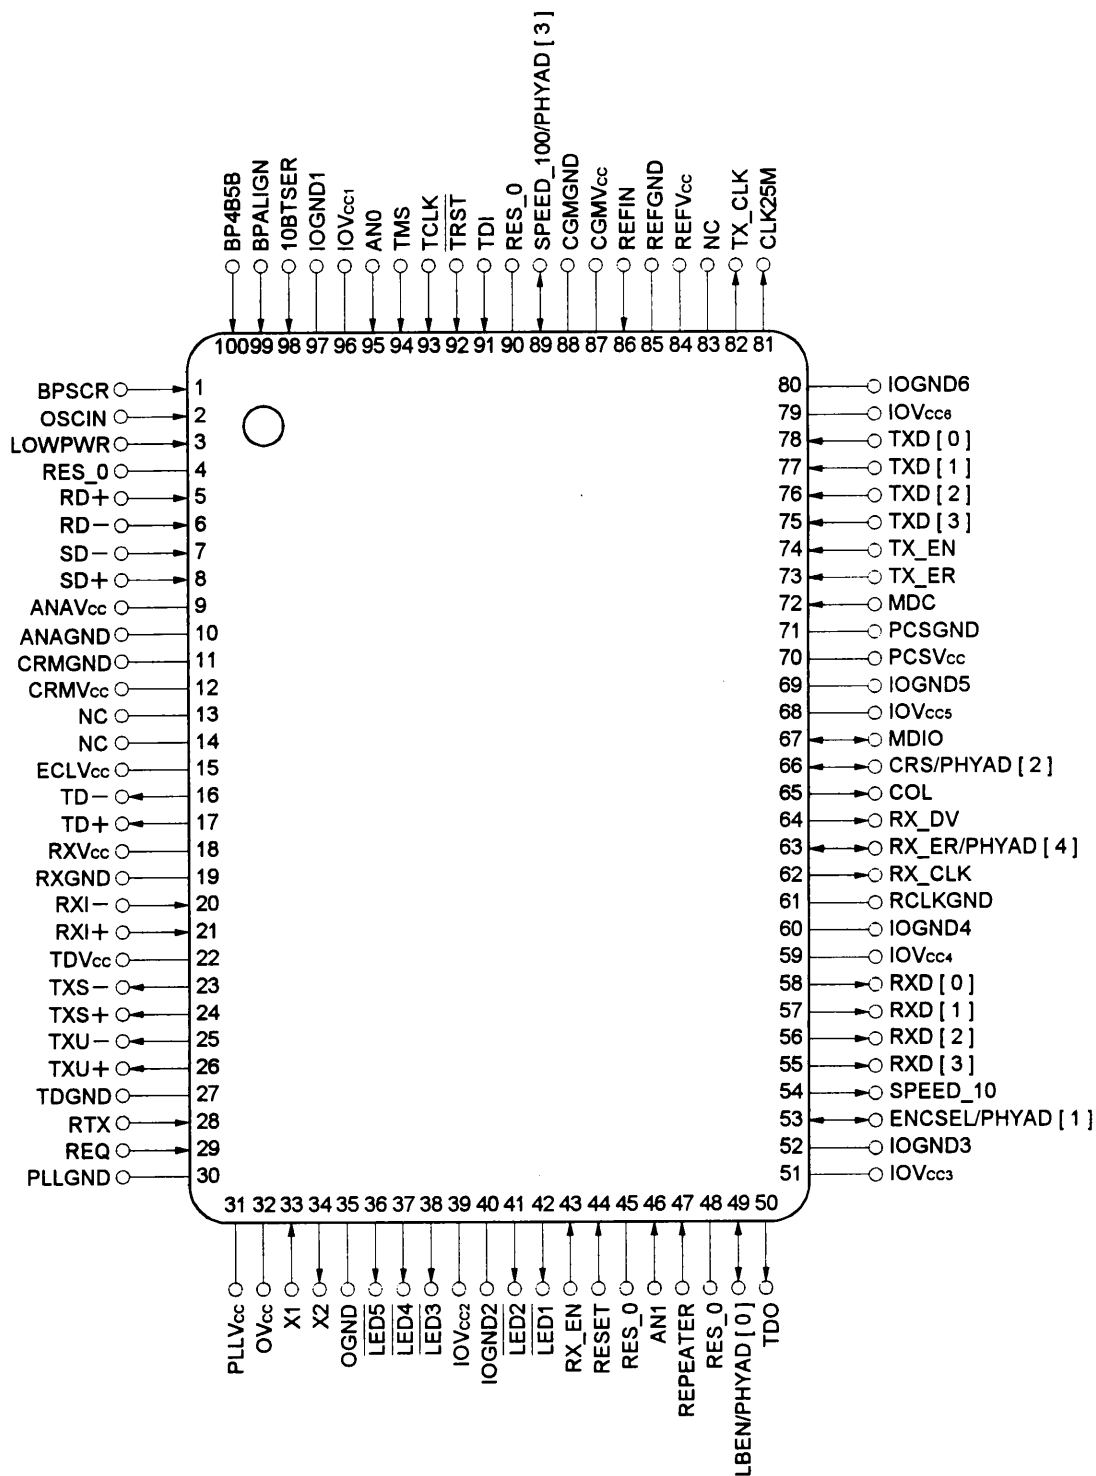 BP4B5B
BPALIGN
10BTSER
IOGND1
IOVCC1
AN0
TMS
TCLK
TRST
TDI
RES_0
SPEED_100/PHYAD [ 3 ]
CGMGND
CGMVCC
REFIN
REFGND
REFVCC
NC
TX_CLK
CLK25M
100 99 98 97 96 95 94 93 92 91 90 89 88 87 86 85 84 83 82 81
BPSCR 1
OSCIN 2
LOWPWR 3
RES_0 4
RD+ 5
RD− 6
SD− 7
SD+ 8
ANAVCC 9
ANAGND 10
CRMGND 11
CRMVCC 12
NC 13
NC 14
ECLVCC 15
TD− 16
TD+ 17
RXVCC 18
RXGND 19
RXI− 20
RXI+ 21
TDVCC 22
TXS− 23
TXS+ 24
TXU− 25
TXU+ 26
TDGND 27
RTX 28
REQ 29
PLLGND 30
80 IOGND6
79 IOVCC6
78 TXD [ 0 ]
77 TXD [ 1 ]
76 TXD [ 2 ]
75 TXD [ 3 ]
74 TX_EN
73 TX_ER
72 MDC
71 PCSGND
70 PCSVCC
69 IOGND5
68 IOVCC5
67 MDIO
66 CRS/PHYAD [ 2 ]
65 COL
64 RX_DV
63 RX_ER/PHYAD [ 4 ]
62 RX_CLK
61 RCLKGND
60 IOGND4
59 IOVCC4
58 RXD [ 0 ]
57 RXD [ 1 ]
56 RXD [ 2 ]
55 RXD [ 3 ]
54 SPEED_10
53 ENCSEL/PHYAD [ 1 ]
52 IOGND3
51 IOVCC3
31 32 33 34 35 36 37 38 39 40 41 42 43 44 45 46 47 48 49 50
PLLVCC
OVCC
X1
X2
OGND
LED5
LED4
LED3
IOVCC2
IOGND2
LED2
LED1
RX_EN
RESET
RES_0
AN1
REPEATER
RES_0
LBEN/PHYAD [ 0 ]
TDO